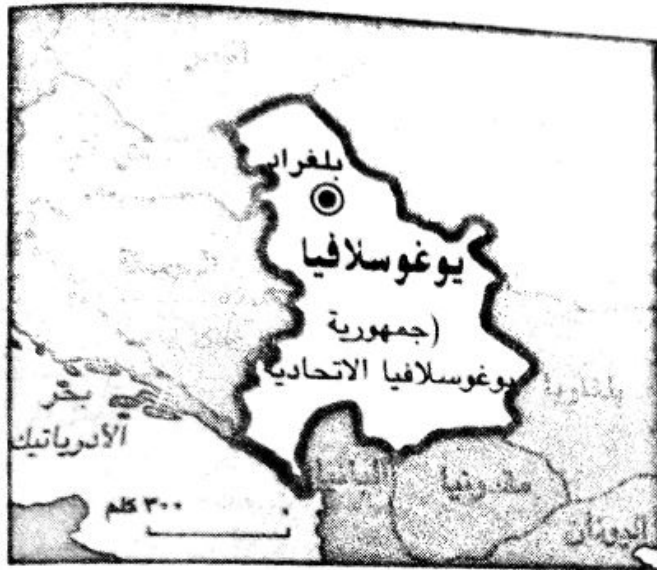 بلغراد
يوغوسلافيا
(جمهورية
يوغوسلافيا الاتحادية
بحر
الأدرياتيك
بلغاريا
ألبانيا
مقدونيا
اليونان
٣٠٠ كلم